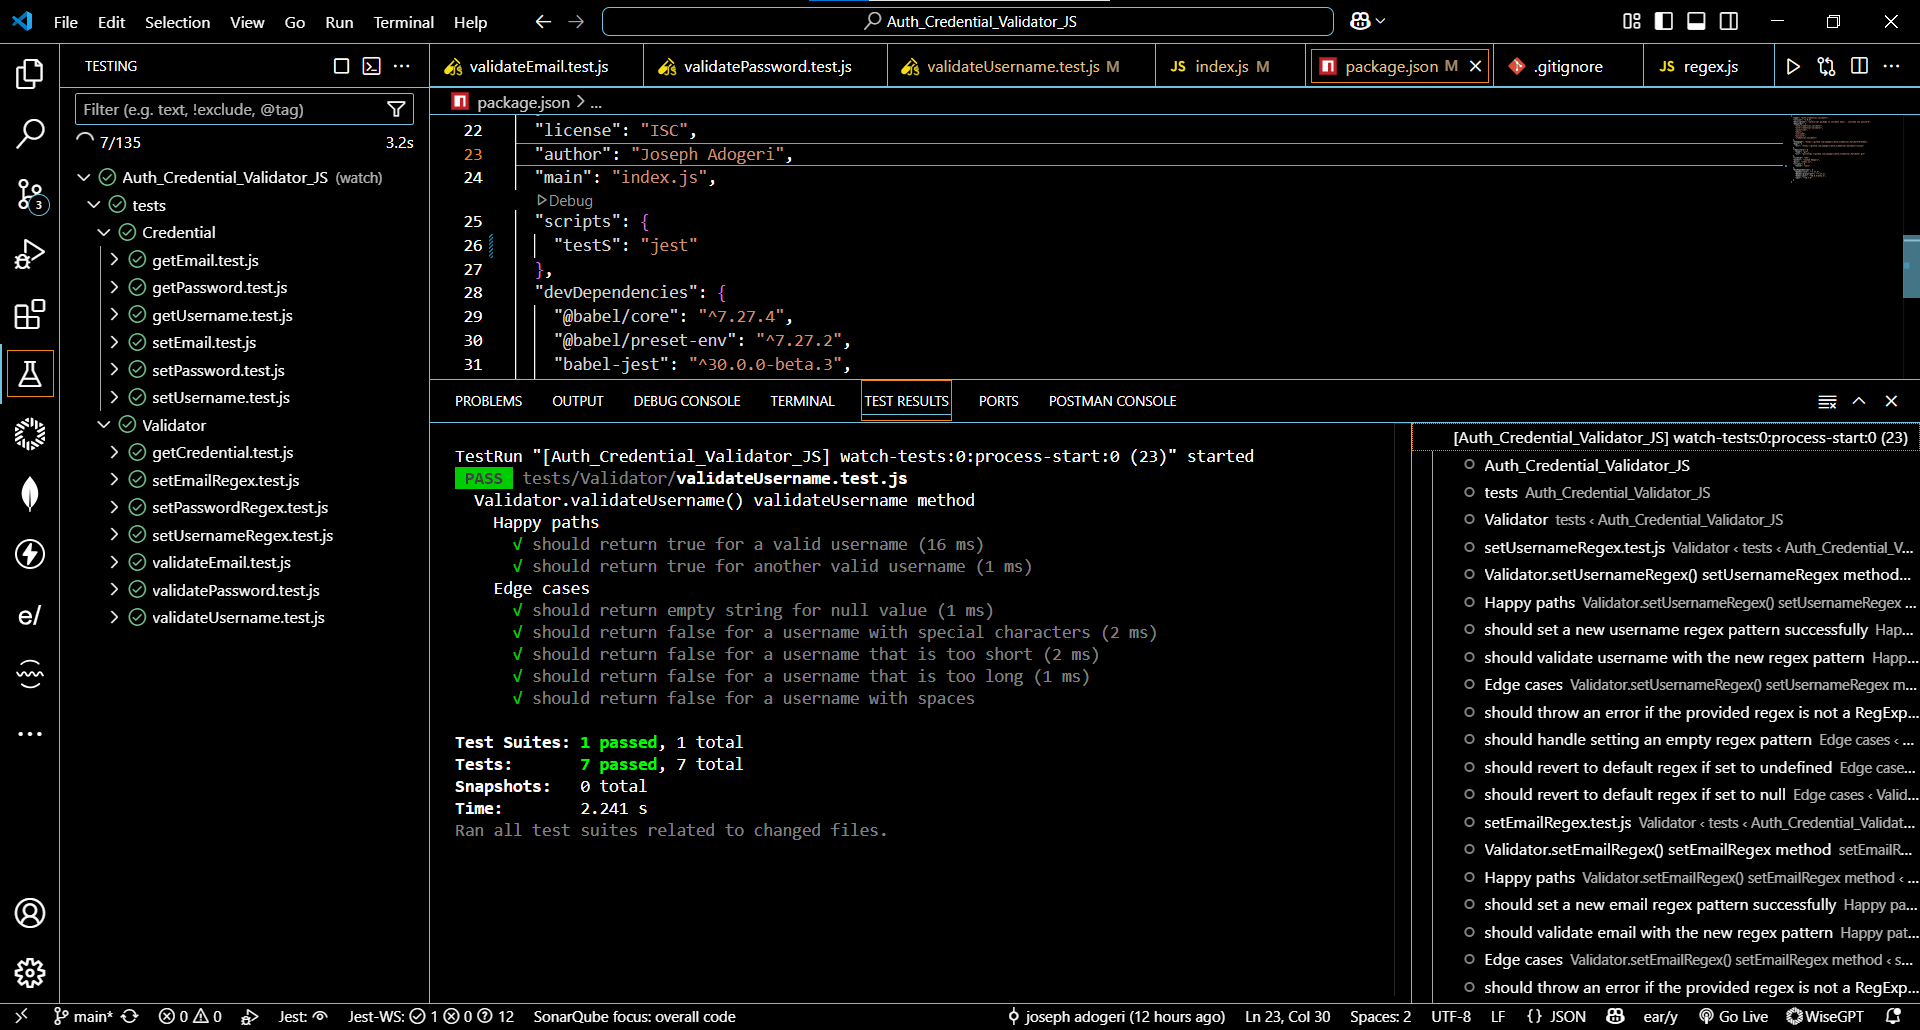 File Edit Selection View Go Run Terminal Help
Auth_Credential_Validator_JS
TESTING
Filter (e.g. text, !exclude, @tag)
7/135 3.2s
Auth_Credential_Validator_JS (watch)
tests
Credential
getEmail.test.js
getPassword.test.js
getUsername.test.js
setEmail.test.js
setPassword.test.js
setUsername.test.js
Validator
getCredential.test.js
setEmailRegex.test.js
setPasswordRegex.test.js
setUsernameRegex.test.js
validateEmail.test.js
validatePassword.test.js
validateUsername.test.js
3
e/
validateEmail.test.js validatePassword.test.js validateUsername.test.js M JS index.js M package.json M .gitignore JS regex.js
package.json > ...
22 "license": "ISC",
23 "author": "Joseph Adogeri",
24 "main": "index.js",
Debug
25 "scripts": {
26 "testS": "jest"
27 },
28 "devDependencies": {
29 "@babel/core": "^7.27.4",
30 "@babel/preset-env": "^7.27.2",
31 "babel-jest": "^30.0.0-beta.3",
PROBLEMS OUTPUT DEBUG CONSOLE TERMINAL TEST RESULTS PORTS POSTMAN CONSOLE
TestRun "[Auth_Credential_Validator_JS] watch-tests:0:process-start:0 (23)" started
PASS tests/Validator/validateUsername.test.js
Validator.validateUsername() validateUsername method
Happy paths
√ should return true for a valid username (16 ms)
√ should return true for another valid username (1 ms)
Edge cases
√ should return empty string for null value (1 ms)
√ should return false for a username with special characters (2 ms)
√ should return false for a username that is too short (2 ms)
√ should return false for a username that is too long (1 ms)
√ should return false for a username with spaces
Test Suites: 1 passed, 1 total
Tests: 7 passed, 7 total
Snapshots: 0 total
Time: 2.241 s
Ran all test suites related to changed files.
[Auth_Credential_Validator_JS] watch-tests:0:process-start:0 (23)
Auth_Credential_Validator_JS
tests Auth_Credential_Validator_JS
Validator tests ‹ Auth_Credential_Validator_JS
setUsernameRegex.test.js Validator ‹ tests ‹ Auth_Credential_V...
Validator.setUsernameRegex() setUsernameRegex method...
Happy paths Validator.setUsernameRegex() setUsernameRegex ...
should set a new username regex pattern successfully Hap...
should validate username with the new regex pattern Happ...
Edge cases Validator.setUsernameRegex() setUsernameRegex m...
should throw an error if the provided regex is not a RegExp...
should handle setting an empty regex pattern Edge cases ‹ ...
should revert to default regex if set to undefined Edge case...
should revert to default regex if set to null Edge cases ‹ Valid...
setEmailRegex.test.js Validator ‹ tests ‹ Auth_Credential_Validat...
Validator.setEmailRegex() setEmailRegex method setEmailR...
Happy paths Validator.setEmailRegex() setEmailRegex method ‹ ...
should set a new email regex pattern successfully Happy pa...
should validate email with the new regex pattern Happy pat...
Edge cases Validator.setEmailRegex() setEmailRegex method ‹ s...
should throw an error if the provided regex is not a RegExp...
main* 0 0 Jest: Jest-WS: 1 0 12 SonarQube focus: overall code joseph adogeri (12 hours ago) Ln 23, Col 30 Spaces: 2 UTF-8 LF {} JSON ear/y Go Live WiseGPT